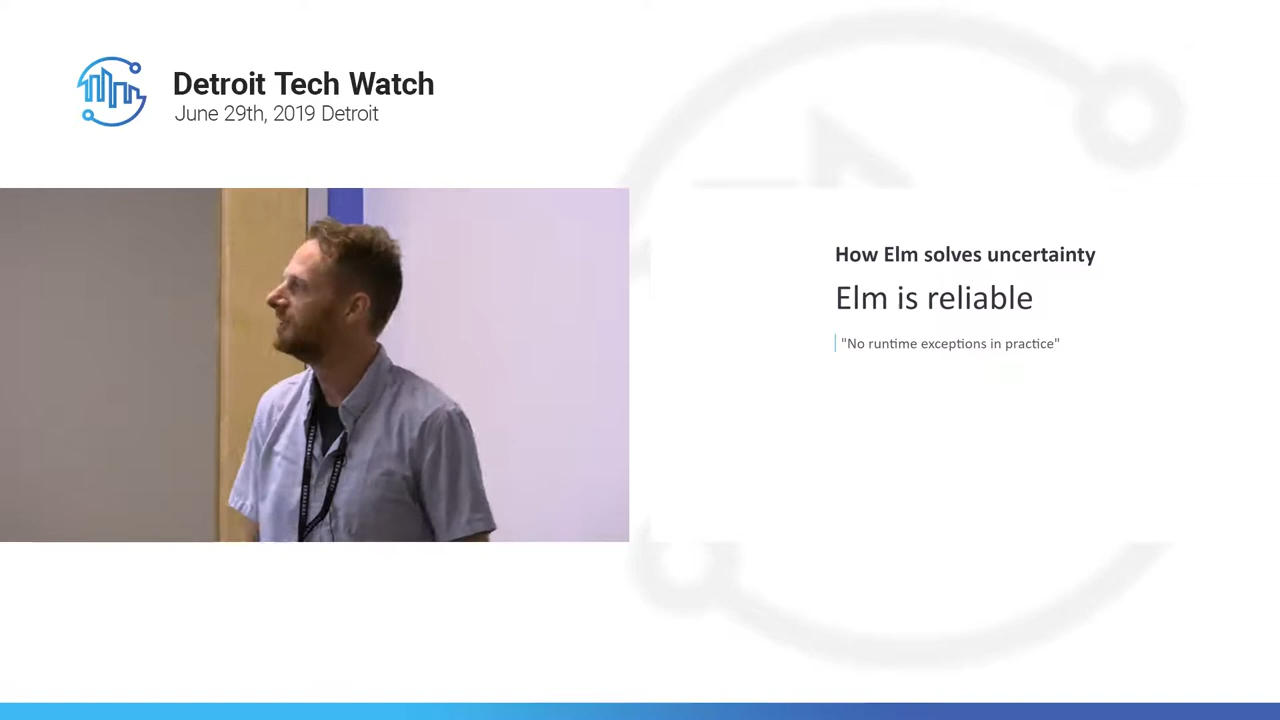 Detroit Tech Watch
June 29th, 2019 Detroit
How Elm solves uncertainty
Elm is reliable
"No runtime exceptions in practice"